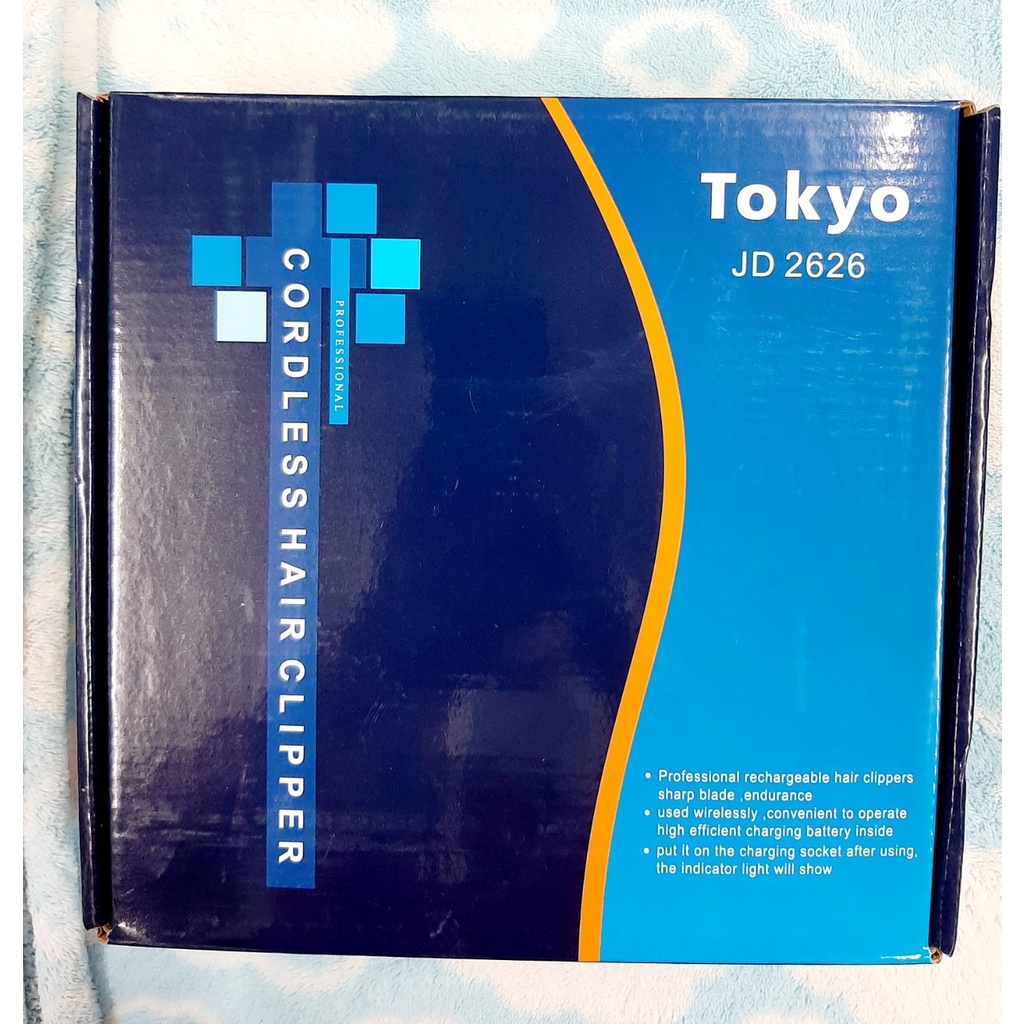 Tokyo
JD 2626
PROFESSIONAL
CORDLESS HAIR CLIPPER
• Professional rechargeable hair clippers
sharp blade ,endurance
• used wirelessly ,convenient to operate
high efficient charging battery inside
• put it on the charging socket after using,
the indicator light will show